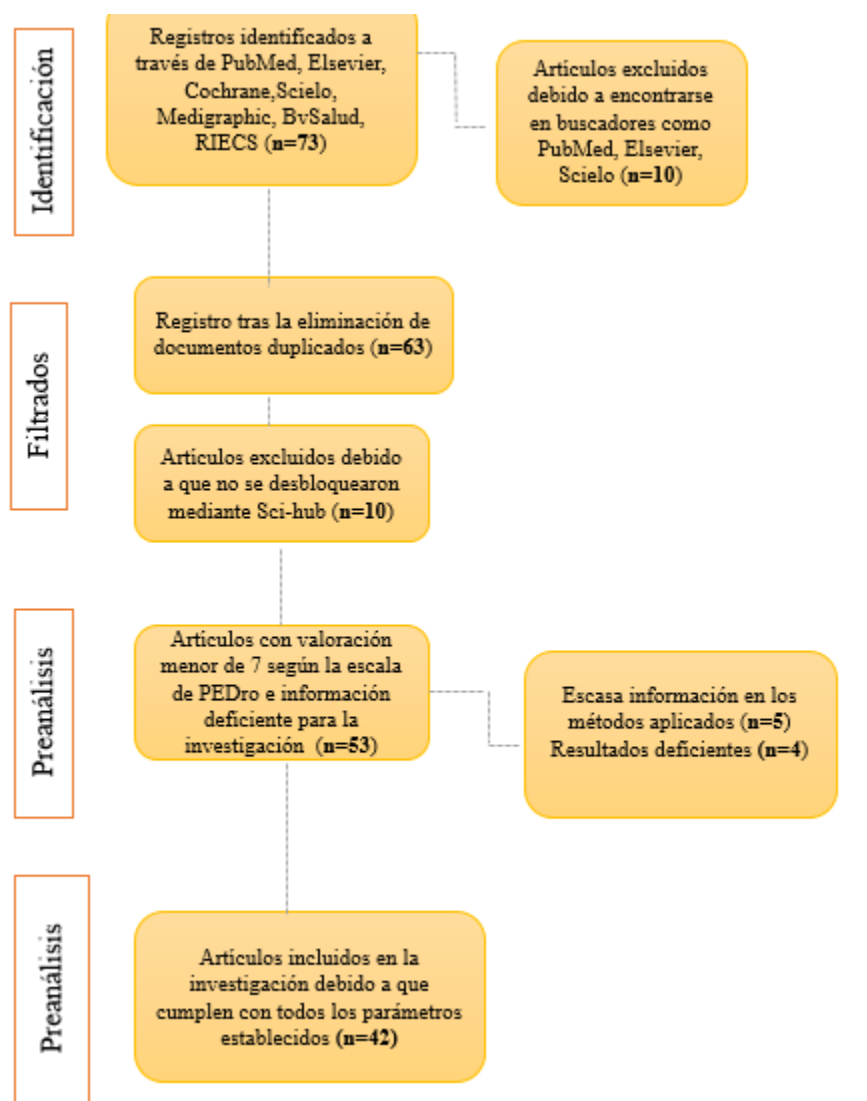 Identificación
Registros identificados a
través de PubMed, Elsevier,
Cochrane,Scielo,
Medigraphic, BvSalud,
RIECS (n=73)
Artículos excluidos
debido a encontrarse
en buscadores como
PubMed, Elsevier,
Scielo (n=10)
Filtrados
Registro tras la eliminación de
documentos duplicados (n=63)
Artículos excluidos debido
a que no se desbloquearon
mediante Sci-hub (n=10)
Preanálisis
Artículos con valoración
menor de 7 según la escala
de PEDro e información
deficiente para la
investigación (n=53)
Escasa información en los
métodos aplicados (n=5)
Resultados deficientes (n=4)
Preanálisis
Artículos incluidos en la
investigación debido a que
cumplen con todos los parámetros
establecidos (n=42)